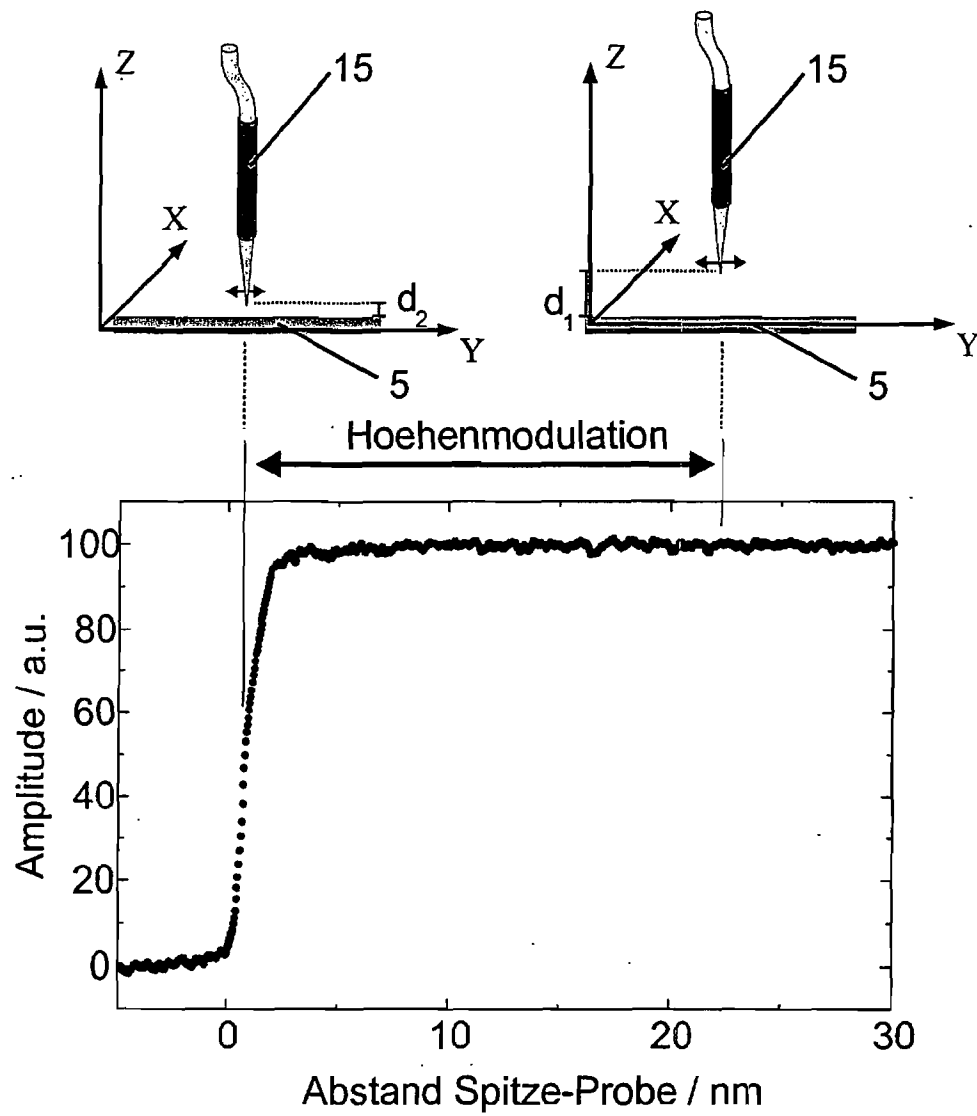 Z
15
X
d2
Y
5
Z
15
X
d1
Y
5
Hoehenmodulation
Amplitude / a.u.
100
80
60
40
20
0
0 10 20 30
Abstand Spitze-Probe / nm